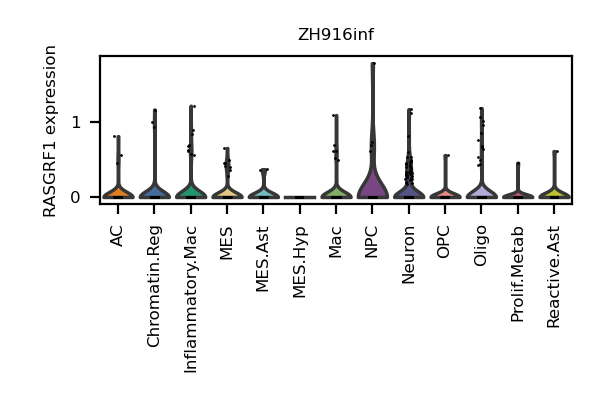 ZH916inf
RASGRF1 expression
1
0
AC
Chromatin.Reg
Inflammatory.Mac
MES
MES.Ast
MES.Hyp
Mac
NPC
Neuron
OPC
Oligo
Prolif.Metab
Reactive.Ast